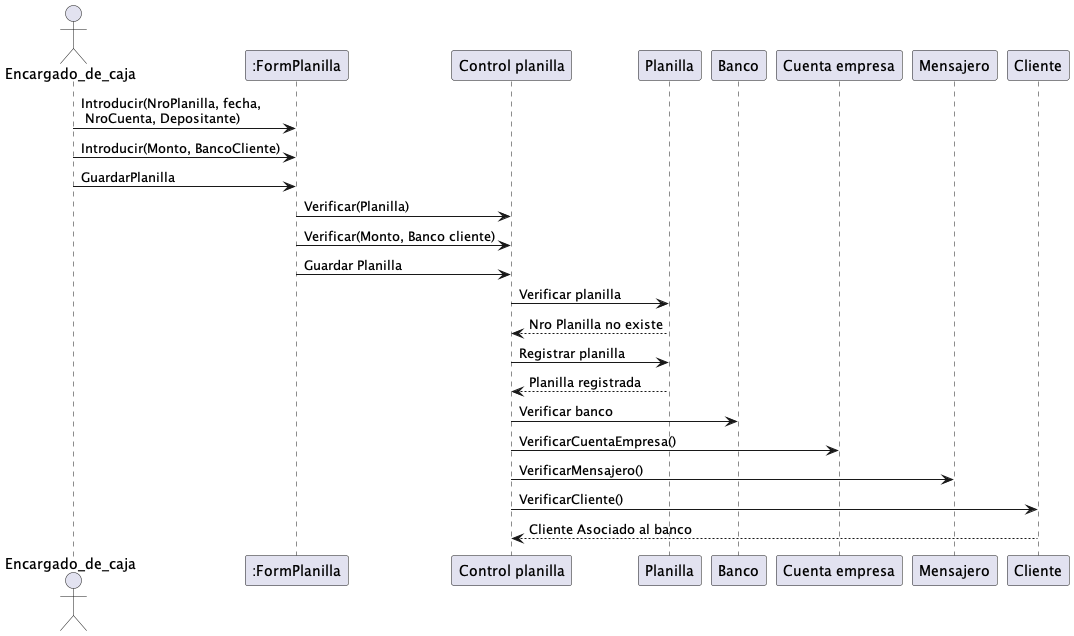 Encargado_de_caja
:FormPlanilla
Control planilla
Planilla
Banco
Cuenta empresa
Mensajero
Cliente
Introducir(NroPlanilla, fecha,
NroCuenta, Depositante)
Introducir(Monto, BancoCliente)
GuardarPlanilla
Verificar(Planilla)
Verificar(Monto, Banco cliente)
Guardar Planilla
Verificar planilla
Nro Planilla no existe
Registrar planilla
Planilla registrada
Verificar banco
VerificarCuentaEmpresa()
VerificarMensajero()
VerificarCliente()
Cliente Asociado al banco
Encargado_de_caja
:FormPlanilla
Control planilla
Planilla
Banco
Cuenta empresa
Mensajero
Cliente